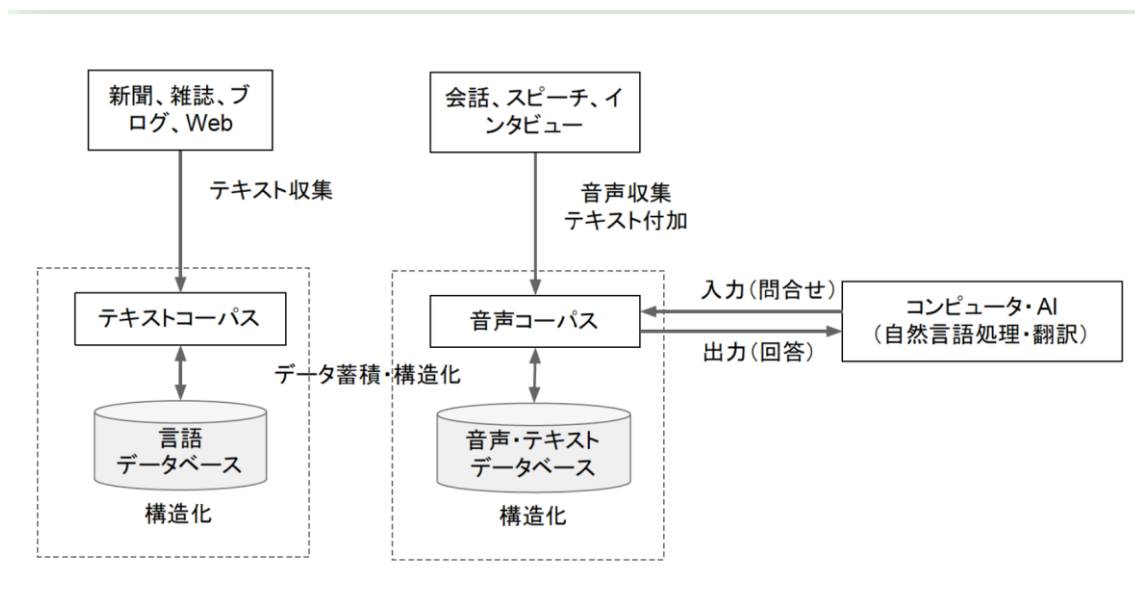 新聞、雑誌、ブ
ログ、Web
会話、スピーチ、イ
ンタビュー
テキスト収集
音声収集
テキスト付加
テキストコーパス
音声コーパス
入力（問合せ）
出力（回答）
コンピュータ・AI
（自然言語処理・翻訳）
データ蓄積・構造化
言語
データベース
構造化
音声・テキスト
データベース
構造化